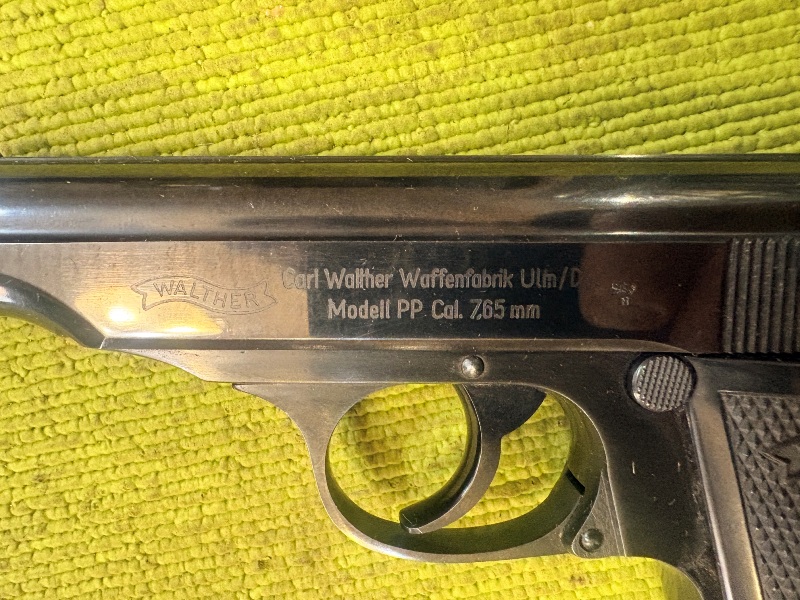 WALTHER
Carl Walther Waffenfabrik Ulm/D
Modell PP Cal. 7,65 mm